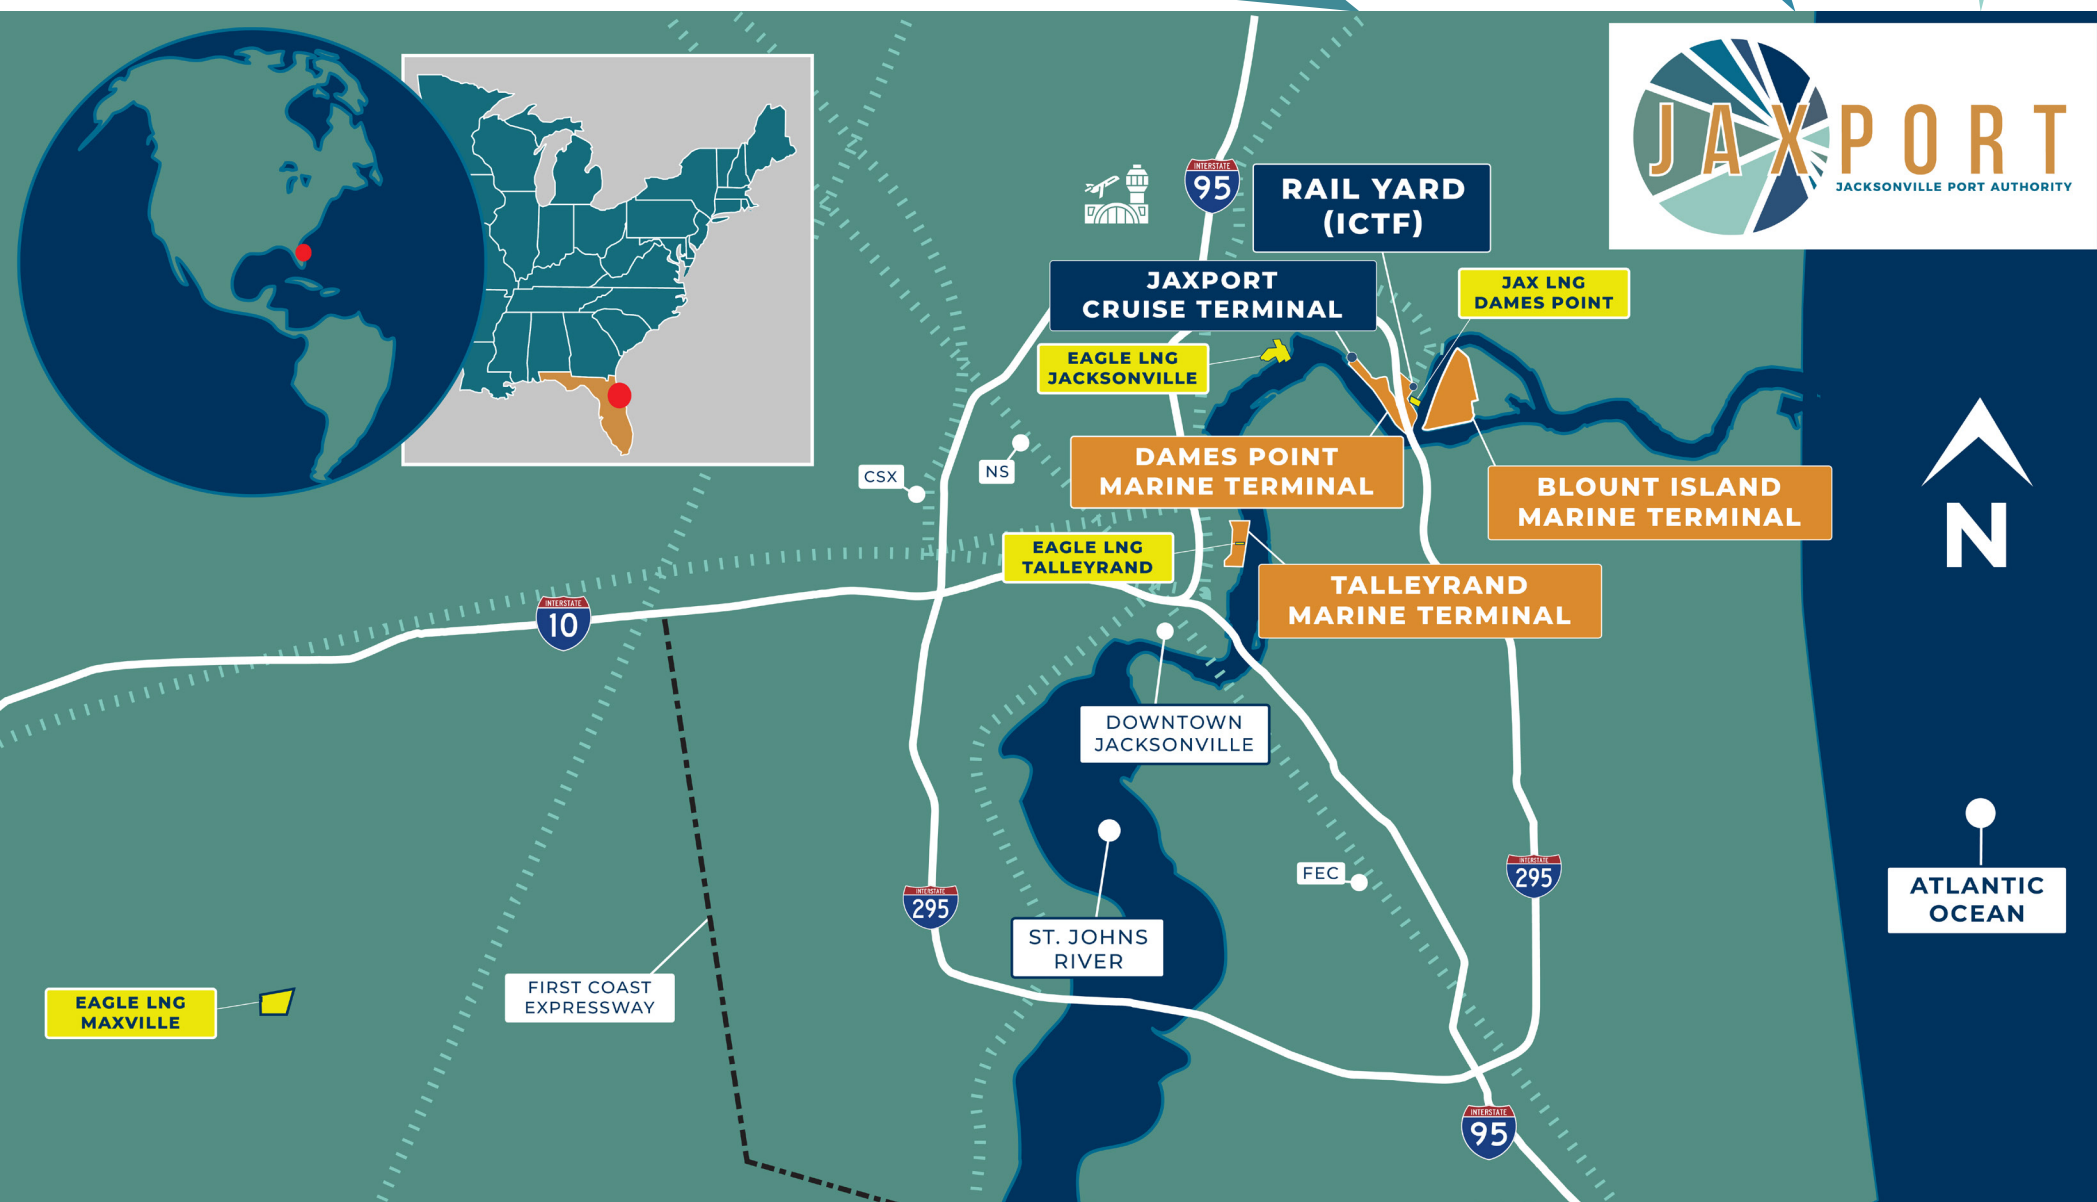 JAXPORT
JACKSONVILLE PORT AUTHORITY
INTERSTATE
95
RAIL YARD
(ICTF)
JAXPORT
CRUISE TERMINAL
JAX LNG
DAMES POINT
EAGLE LNG
JACKSONVILLE
CSX
NS
DAMES POINT
MARINE TERMINAL
BLOUNT ISLAND
MARINE TERMINAL
N
EAGLE LNG
TALLEYRAND
TALLEYRAND
MARINE TERMINAL
INTERSTATE
10
DOWNTOWN
JACKSONVILLE
FEC
INTERSTATE
295
INTERSTATE
295
ATLANTIC
OCEAN
ST. JOHNS
RIVER
FIRST COAST
EXPRESSWAY
EAGLE LNG
MAXVILLE
INTERSTATE
95